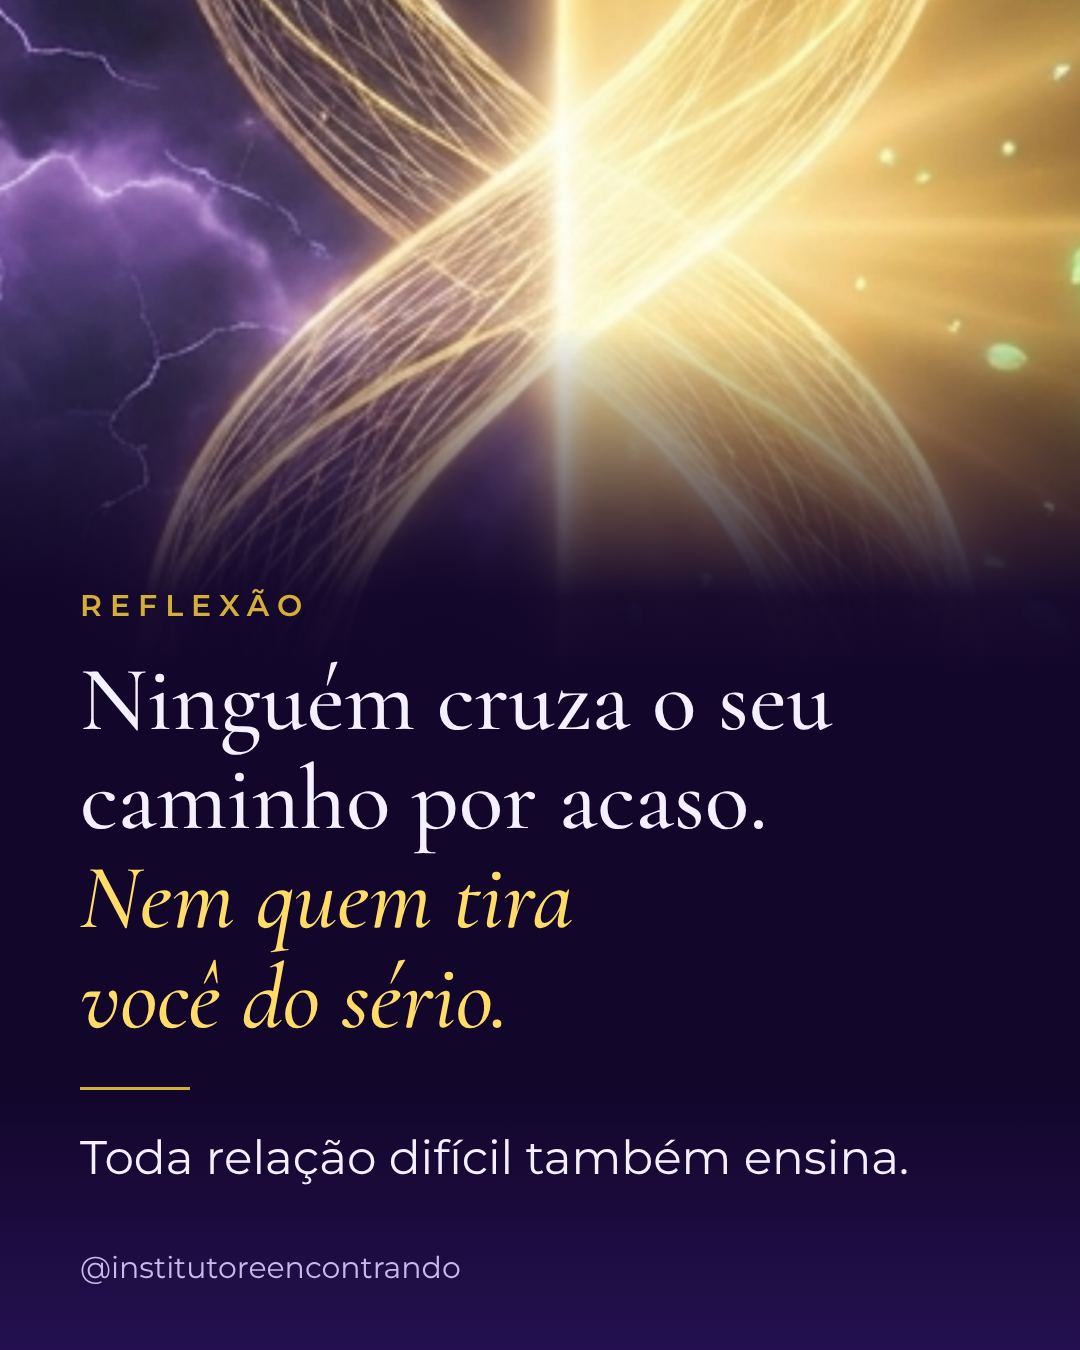 REFLEXÃO
Ninguém cruza o seu
caminho por acaso.
Nem quem tira
você do sério.
Toda relação difícil também ensina.
@institutoreencontrando